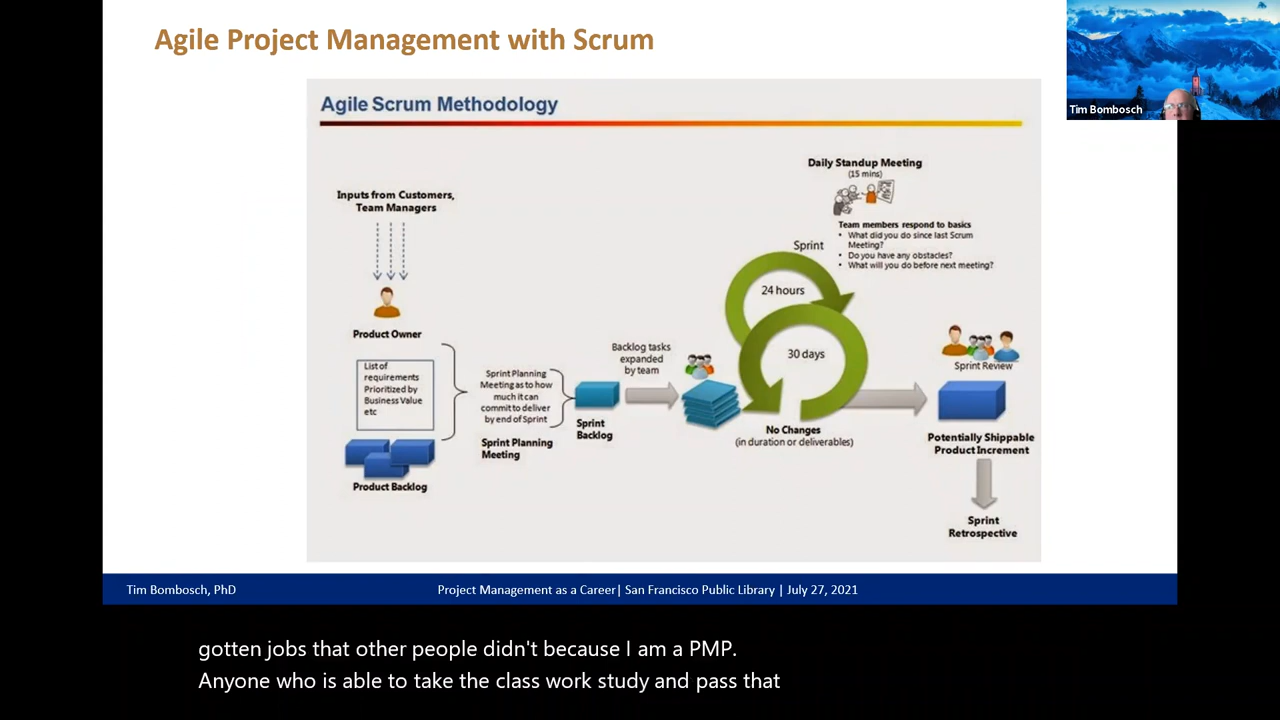 Agile Project Management with Scrum
Tim Bombosch
Agile Scrum Methodology
Inputs from Customers,
Team Managers
Product Owner
List of
requirements
Prioritized by
Business Value
etc
Product Backlog
Sprint Planning
Meeting as to how
much it can
commit to deliver
by end of Sprint
Sprint Planning
Meeting
Sprint
Backlog
Backlog tasks
expanded
by team
Daily Standup Meeting
(15 mins)
Team members respond to basics
• What did you do since last Scrum
Meeting?
• Do you have any obstacles?
• What will you do before next meeting?
Sprint
24 hours
30 days
No Changes
(in duration or deliverables)
Sprint Review
Potentially Shippable
Product Increment
Sprint
Retrospective
Tim Bombosch, PhD
Project Management as a Career| San Francisco Public Library | July 27, 2021
gotten jobs that other people didn't because I am a PMP.
Anyone who is able to take the class work study and pass that